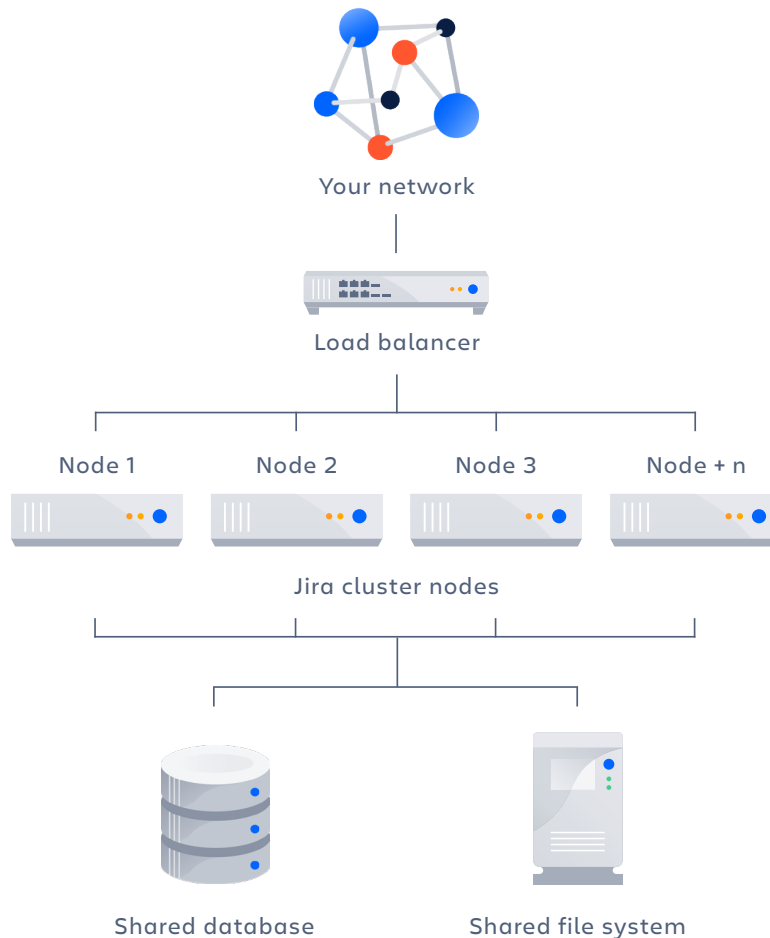 Your network
Load balancer
Node 1
Node 2
Node 3
Node + n
Jira cluster nodes
Shared database
Shared file system